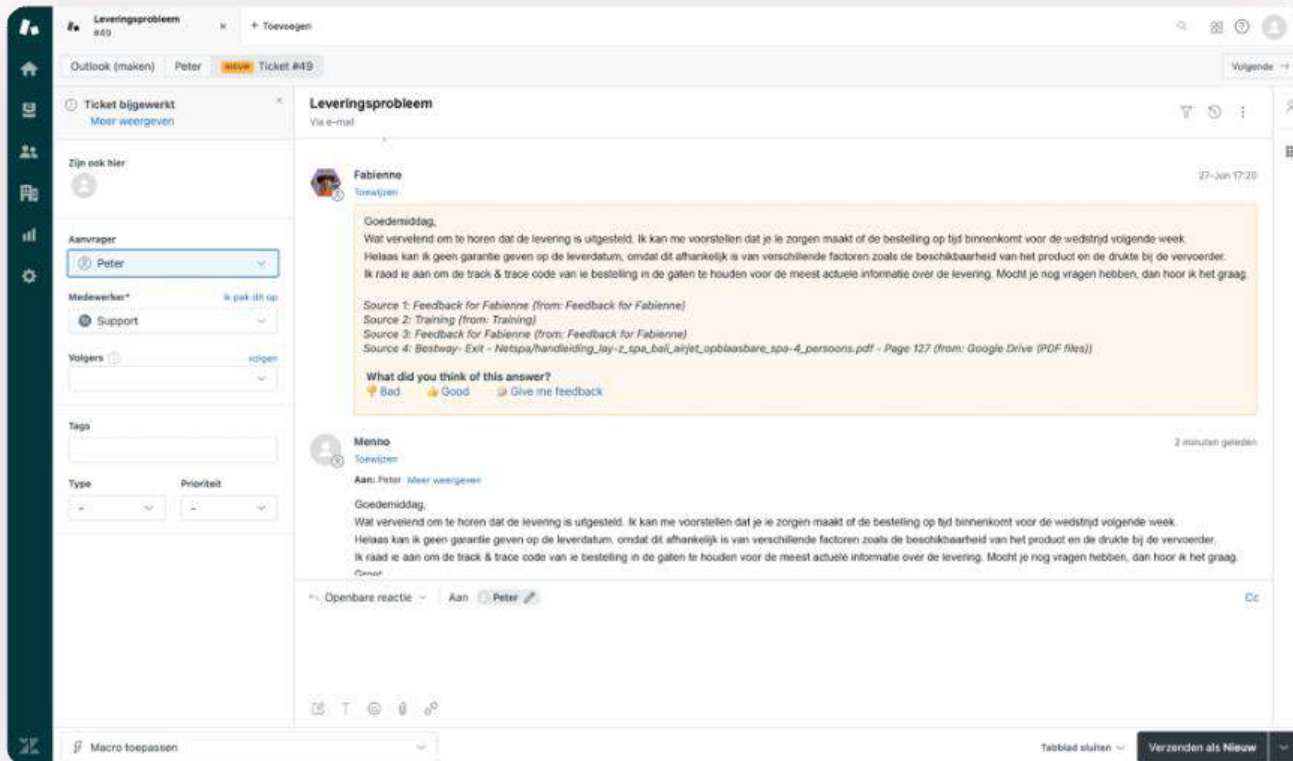 Leveringsprobleem
#49
+ Toevoegen
Outlook (maken)
Peter
NIEUW Ticket #49
Volgende
Ticket bijgewerkt
Meer weergeven
Zijn ook hier
Aanvrager
Peter
Medewerker*
ik pak dit op
Support
Volgers
volgen
Tags
Type
Prioriteit
-
-
Leveringsprobleem
Via e-mail
Fabienne
27-Jun 17:20
Toewijzen
Goedemiddag,
Wat vervelend om te horen dat de levering is uitgesteld. Ik kan me voorstellen dat je je zorgen maakt of de bestelling op tijd binnenkomt voor de wedstrijd volgende week.
Helaas kan ik geen garantie geven op de leverdatum, omdat dit afhankelijk is van verschillende factoren zoals de beschikbaarheid van het product en de drukte bij de vervoerder.
Ik raad je aan om de track & trace code van je bestelling in de gaten te houden voor de meest actuele informatie over de levering. Mocht je nog vragen hebben, dan hoor ik het graag.
Source 1: Feedback for Fabienne (from: Feedback for Fabienne)
Source 2: Training (from: Training)
Source 3: Feedback for Fabienne (from: Feedback for Fabienne)
Source 4: Bestway- Exit - Netspa/handleiding_lay-z_spa_bali_airjet_opblaasbare_spa-4_persoons.pdf - Page 127 (from: Google Drive (PDF files))
What did you think of this answer?
👎 Bad 👍 Good Give me feedback
Menno
2 minuten geleden
Toewijzen
Aan: Peter Meer weergeven
Goedemiddag,
Wat vervelend om te horen dat de levering is uitgesteld. Ik kan me voorstellen dat je je zorgen maakt of de bestelling op tijd binnenkomt voor de wedstrijd volgende week.
Helaas kan ik geen garantie geven op de leverdatum, omdat dit afhankelijk is van verschillende factoren zoals de beschikbaarheid van het product en de drukte bij de vervoerder.
Ik raad je aan om de track & trace code van je bestelling in de gaten te houden voor de meest actuele informatie over de levering. Mocht je nog vragen hebben, dan hoor ik het graag.
Openbare reactie
Aan
Peter
Cc
Macro toepassen
Tabblad sluiten
Verzenden als Nieuw